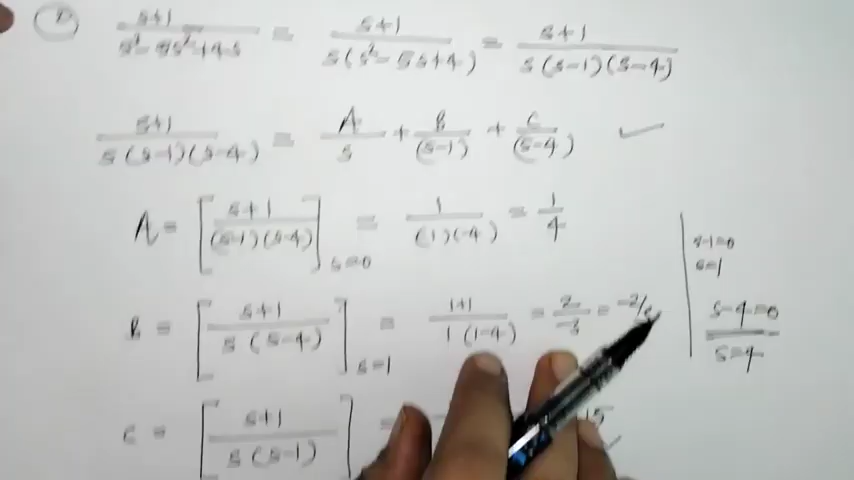 1) (s+1)/(s³-5s²+4s) = (s+1)/(s(s²-5s+4)) = (s+1)/(s(s-1)(s-4))
(s+1)/(s(s-1)(s-4)) = A/s + B/(s-1) + C/(s-4) ✓
A = [(s+1)/((s-1)(s-4))] s=0 = 1/((1)(-4)) = 1/4
s-1=0
s=1
B = [(s+1)/(s(s-4))] s=1 = (1+1)/(1(1-4)) = 2/-3 = -2/
s-4=0
s=4
C = [(s+1)/(s(s-1))] =